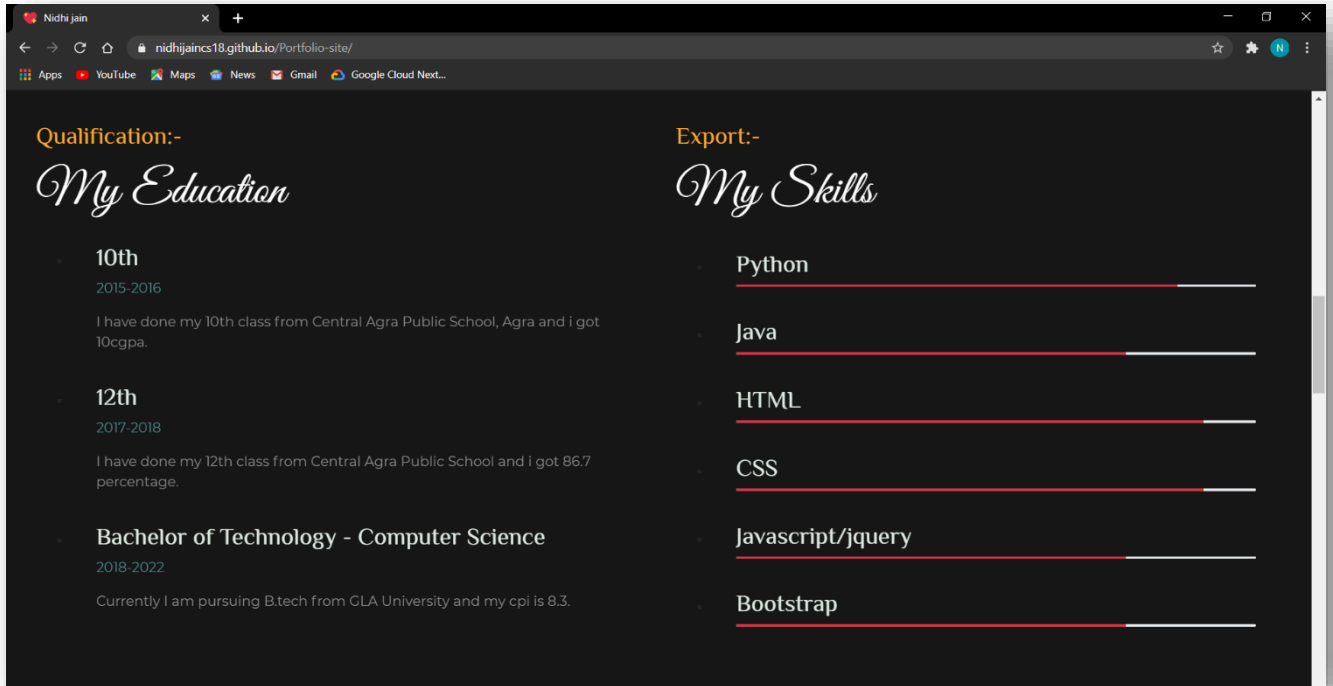 Nidhi jain
nidhijaincs18.github.io/Portfolio-site/
N
Apps YouTube Maps News Gmail Google Cloud Next...
Qualification:-
My Education
10th
2015-2016
I have done my 10th class from Central Agra Public School, Agra and i got
10cgpa.
12th
2017-2018
I have done my 12th class from Central Agra Public School and i got 86.7
percentage.
Bachelor of Technology - Computer Science
2018-2022
Currently I am pursuing B.tech from GLA University and my cpi is 8.3.
Export:-
My Skills
Python
Java
HTML
CSS
Javascript/jquery
Bootstrap